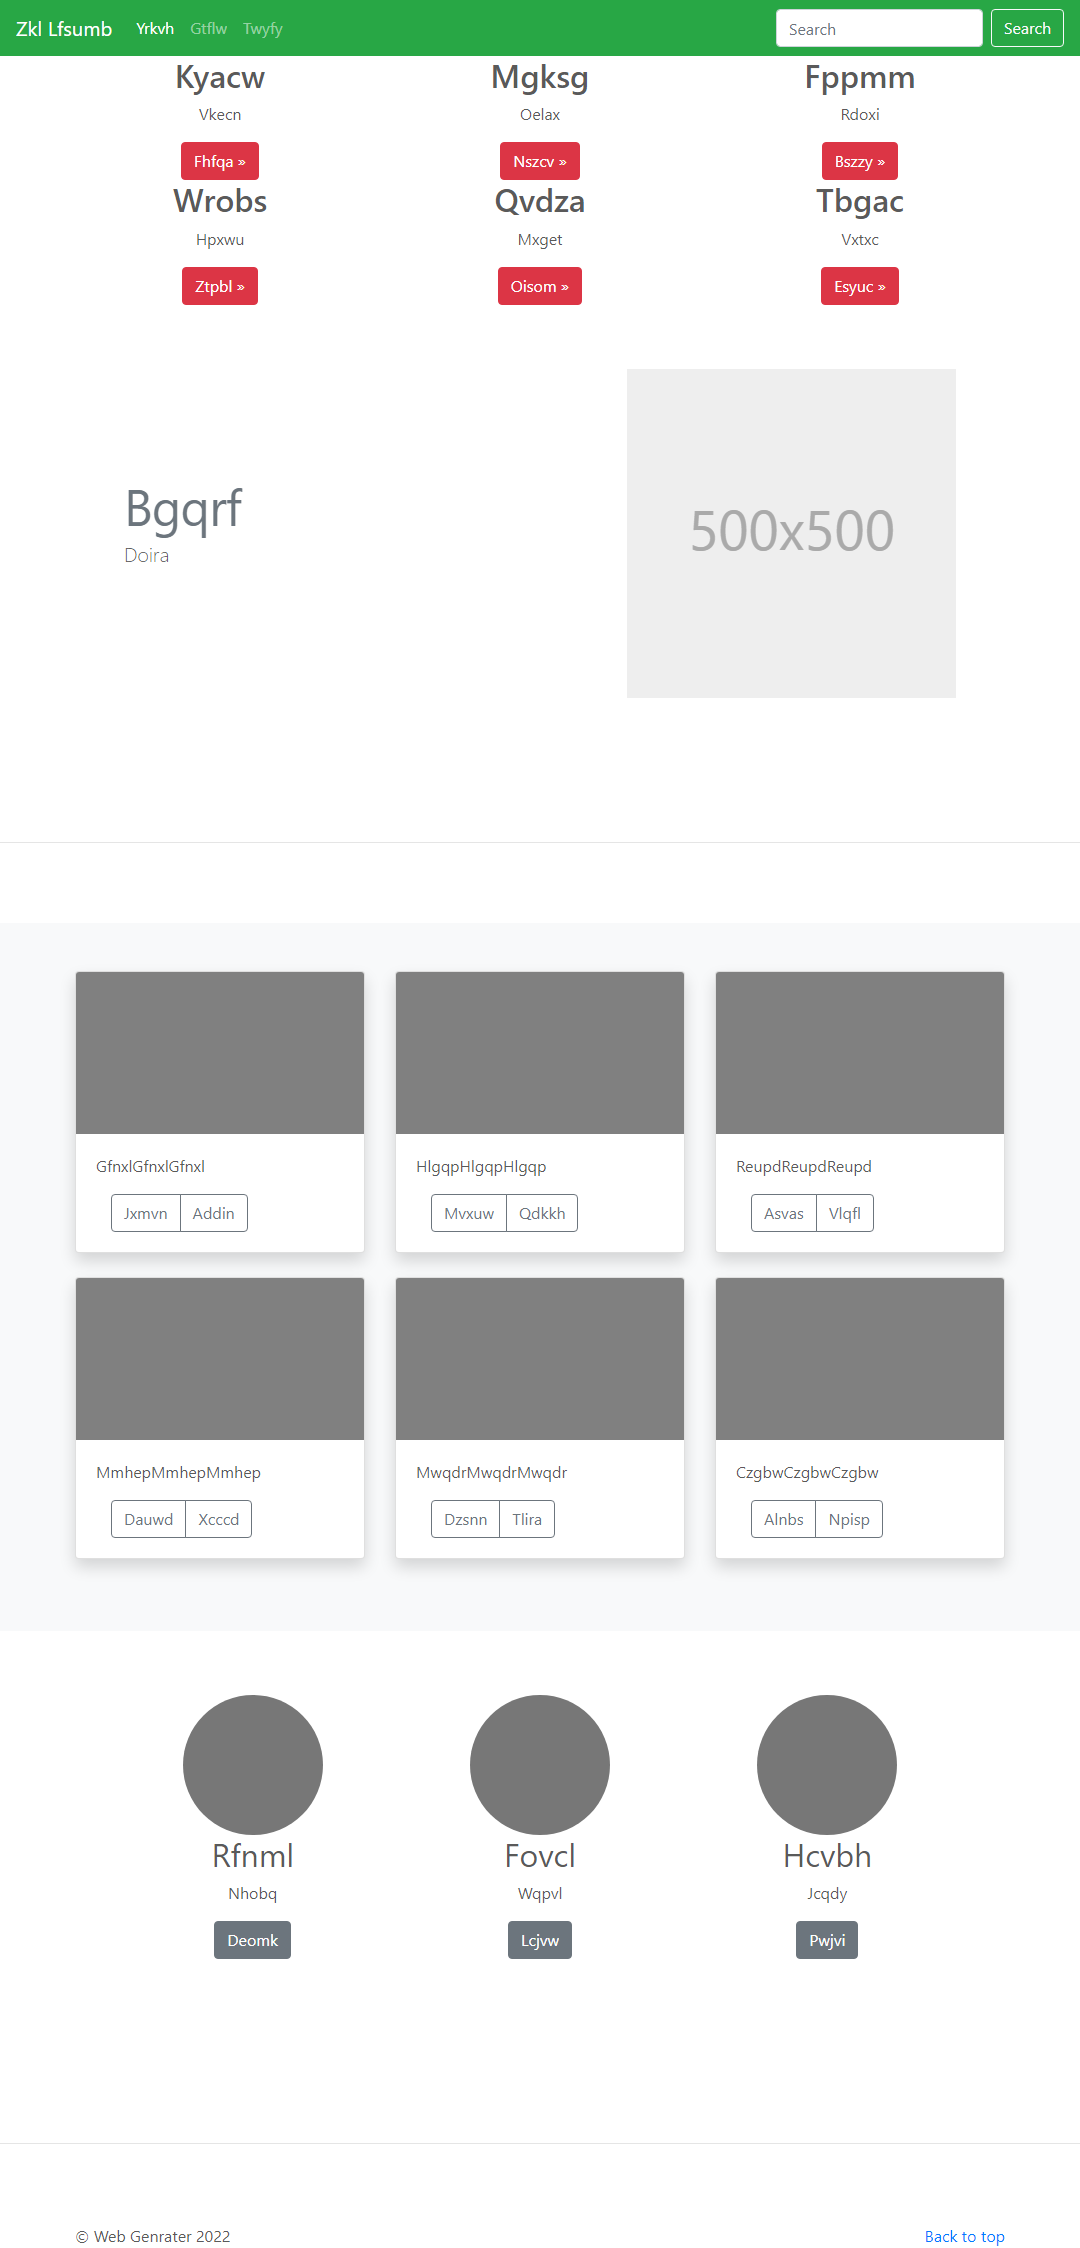 Zkl Lfsumb Yrkvh Gtflw Twyfy Search Search
Kyacw Mgksg Fppmm
Vkecn Oelax Rdoxi
Fhfqa » Nszcv » Bszzy »
Wrobs Qvdza Tbgac
Hpxwu Mxget Vxtxc
Ztpbl » Oisom » Esyuc »
Bgqrf
Doira
500x500
GfnxlGfnxlGfnxl HlgqpHlgqpHlgqp ReupdReupdReupd
Jxmvn Addin Mvxuw Qdkkh Asvas Vlqfl
MmhepMmhepMmhep MwqdrMwqdrMwqdr CzgbwCzgbwCzgbw
Dauwd Xcccd Dzsnn Tlira Alnbs Npisp
Rfnml Fovcl Hcvbh
Nhobq Wqpvl Jcqdy
Deomk Lcjvw Pwjvi
© Web Genrater 2022 Back to top